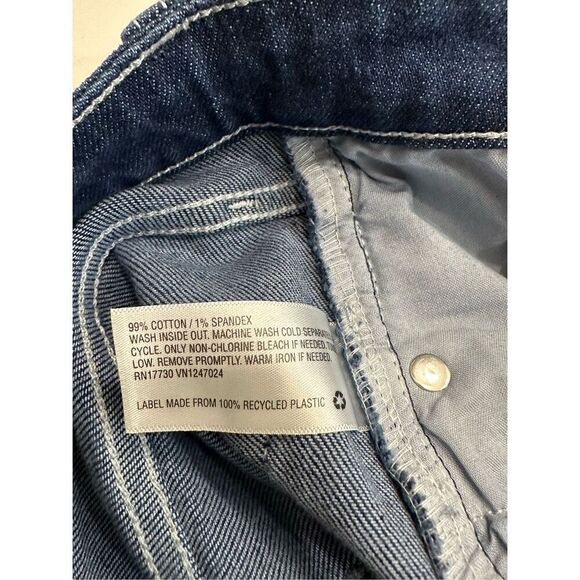 99% COTTON / 1% SPANDEX
WASH INSIDE OUT. MACHINE WASH COLD SEPARAT
CYCLE. ONLY NON-CHLORINE BLEACH IF NEEDED.
LOW. REMOVE PROMPTLY. WARM IRON IF NEEDED.
RN17730 VN1247024
LABEL MADE FROM 100% RECYCLED PLASTIC